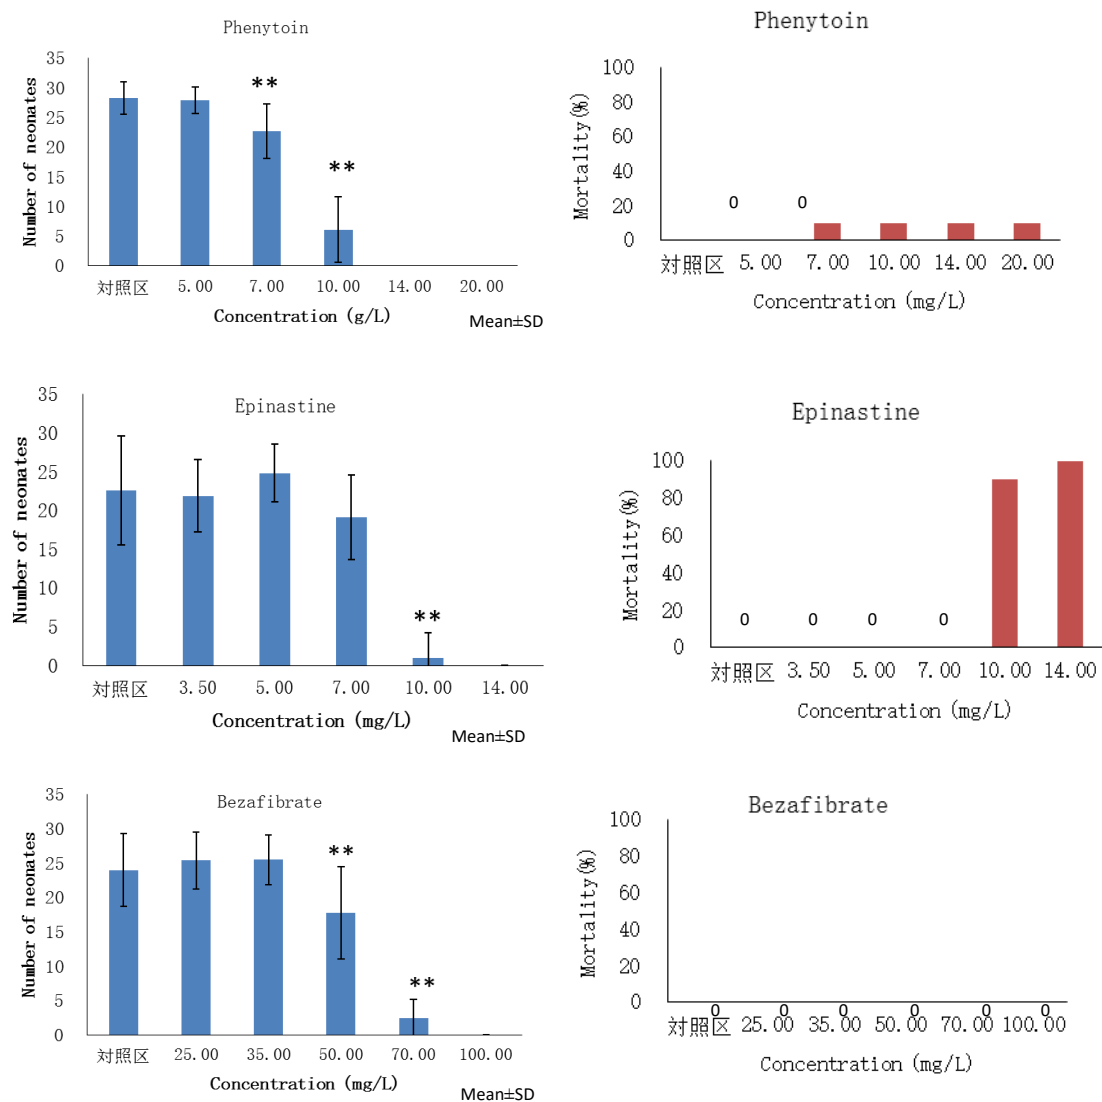 Phenytoin
Number of neonates
35
30
25
20
15
10
5
0
**
**
対照区 5.00 7.00 10.00 14.00 20.00
Concentration (g/L)
Mean±SD
Phenytoin
Mortality(%)
100
80
60
40
20
0
0 0
対照区 5.00 7.00 10.00 14.00 20.00
Concentration (mg/L)
Epinastine
Number of neonates
35
30
25
20
15
10
5
0
**
対照区 3.50 5.00 7.00 10.00 14.00
Concentration (mg/L)
Mean±SD
Epinastine
Mortality(%)
100
80
60
40
20
0
0 0 0 0
対照区 3.50 5.00 7.00 10.00 14.00
Concentration (mg/L)
Bezafibrate
Number of neonates
35
30
25
20
15
10
5
0
**
**
対照区 25.00 35.00 50.00 70.00 100.00
Concentration (mg/L)
Mean±SD
Bezafibrate
Mortality(%)
100
80
60
40
20
0
0 0 0 0 0 0
対照区 25.00 35.00 50.00 70.00 100.00
Concentration (mg/L)